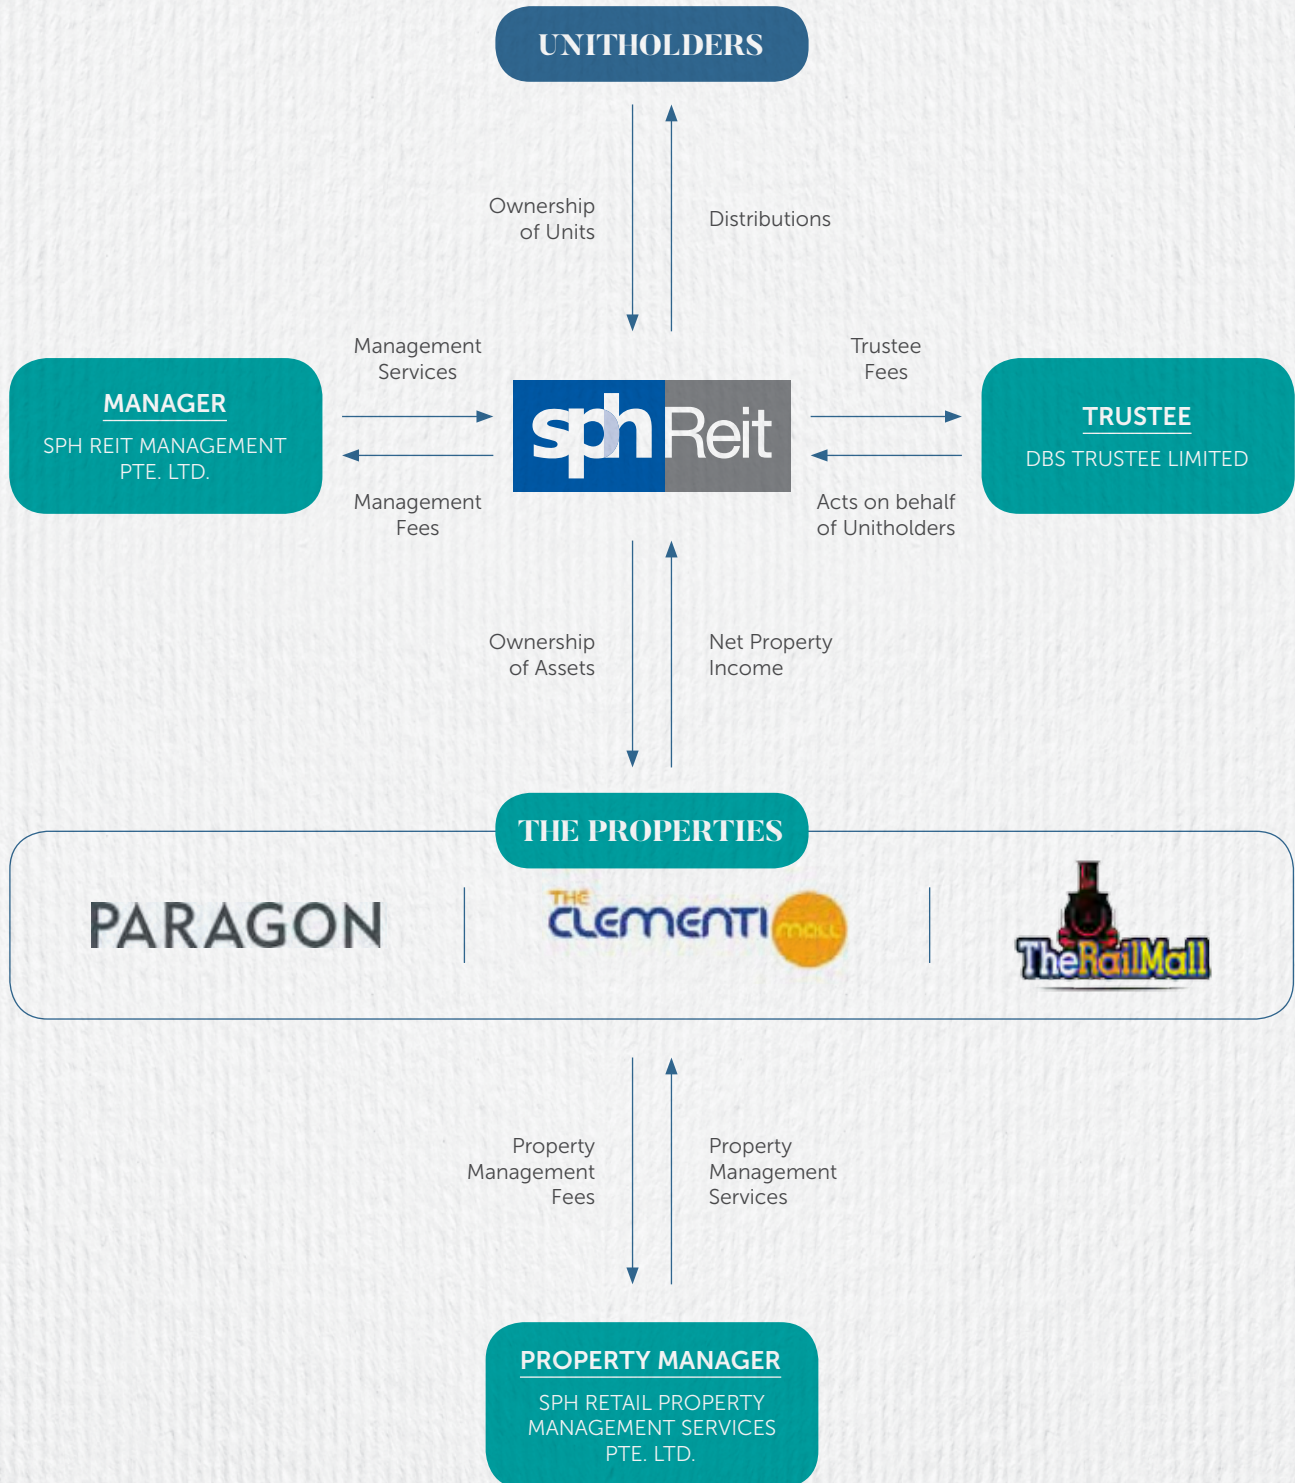 UNITHOLDERS
Ownership
of Units
Distributions
Management
Services
Trustee
Fees
MANAGER
SPH REIT MANAGEMENT
PTE. LTD.
sph Reit
TRUSTEE
DBS TRUSTEE LIMITED
Management
Fees
Acts on behalf
of Unitholders
Ownership
of Assets
Net Property
Income
THE PROPERTIES
PARAGON
THE
CLEMENTI mall
TheRailMall
Property
Management
Fees
Property
Management
Services
PROPERTY MANAGER
SPH RETAIL PROPERTY
MANAGEMENT SERVICES
PTE. LTD.